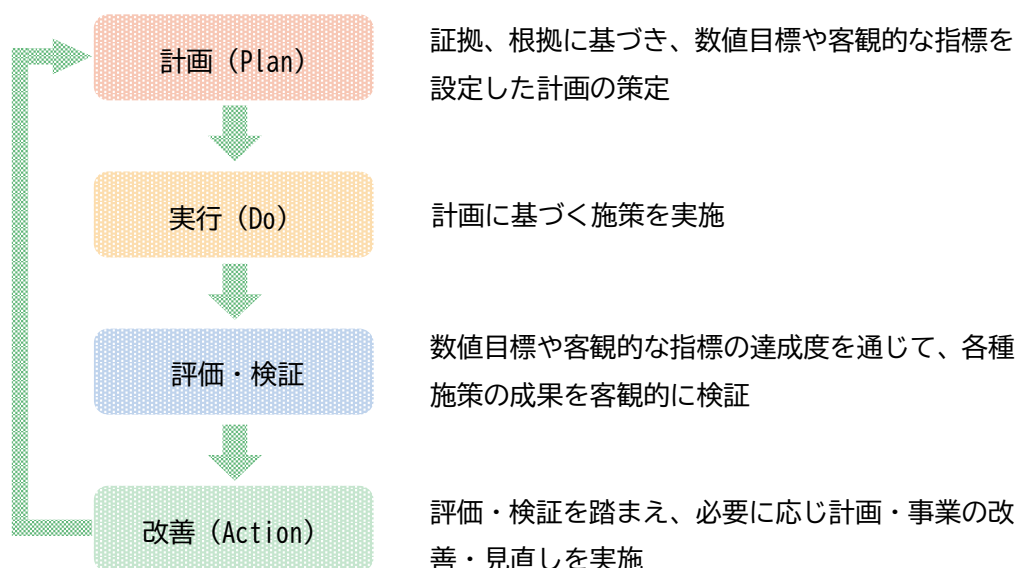 計画（Plan）
証拠、根拠に基づき、数値目標や客観的な指標を
設定した計画の策定
実行（Do）
計画に基づく施策を実施
評価・検証
数値目標や客観的な指標の達成度を通じて、各種
施策の成果を客観的に検証
改善（Action）
評価・検証を踏まえ、必要に応じ計画・事業の改
善・見直しを実施